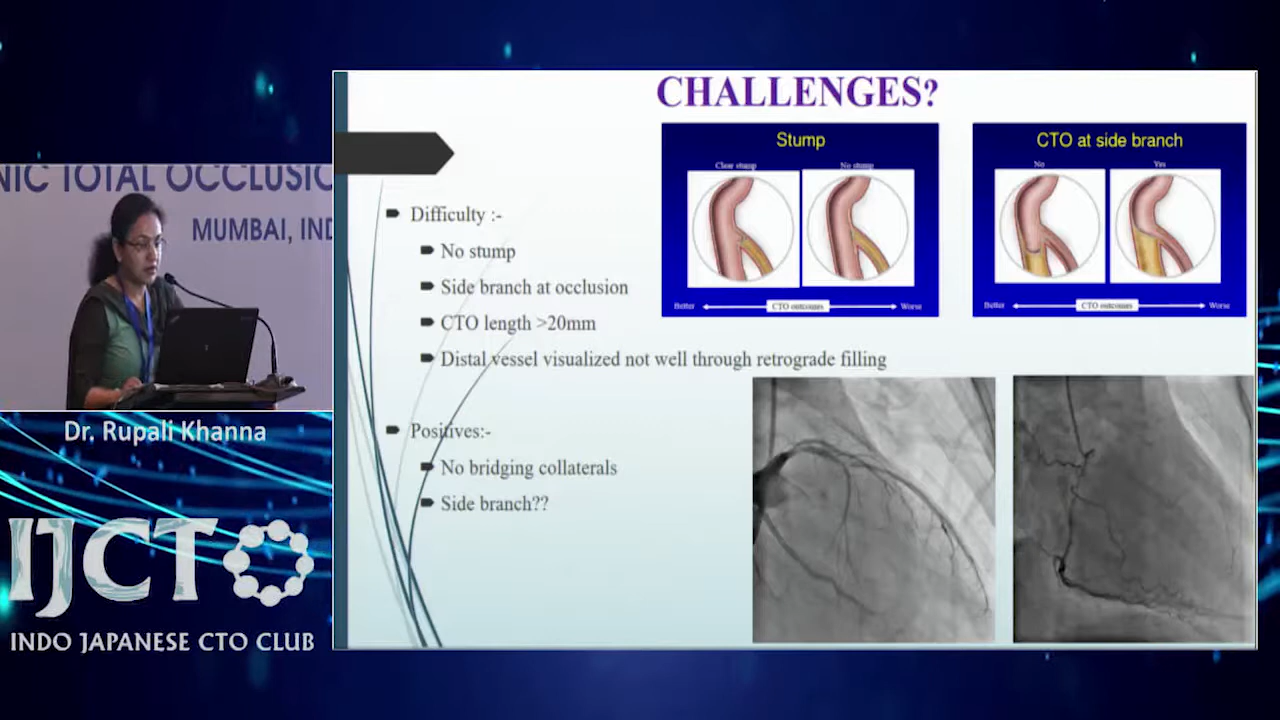 CHALLENGES?
Stump
Clear stump
No stump
Better
CTO outcomes
Worse
CTO at side branch
No
Yes
Better
CTO outcomes
Worse
Difficulty :-
No stump
Side branch at occlusion
CTO length >20mm
Distal vessel visualized not well through retrograde filling
Positives:-
No bridging collaterals
Side branch??
NIC TOTAL OCCLUSIO
MUMBAI, IND
Dr. Rupali Khanna
IJCTO
INDO JAPANESE CTO CLUB